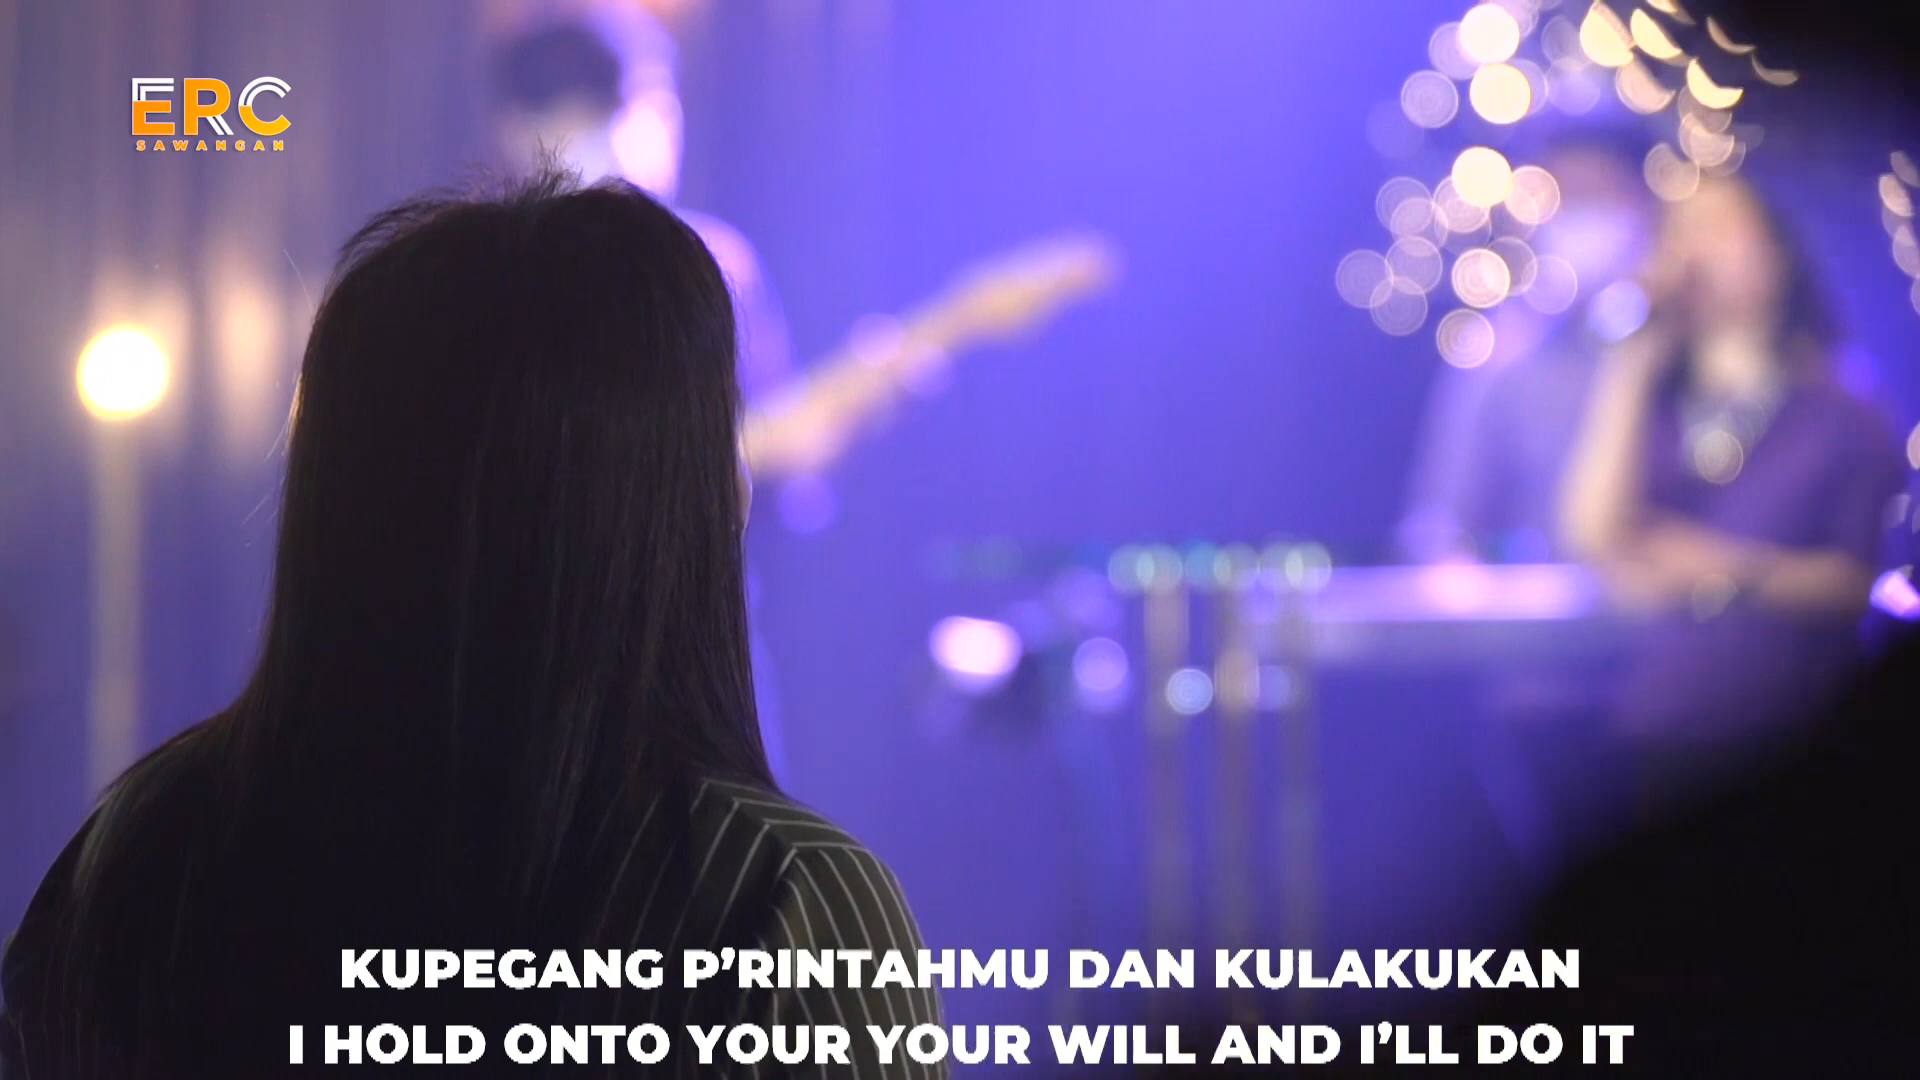 ERC
SAWANGAN
KUPEGANG P'RINTAHMU DAN KULAKUKAN
I HOLD ONTO YOUR YOUR WILL AND I'LL DO IT